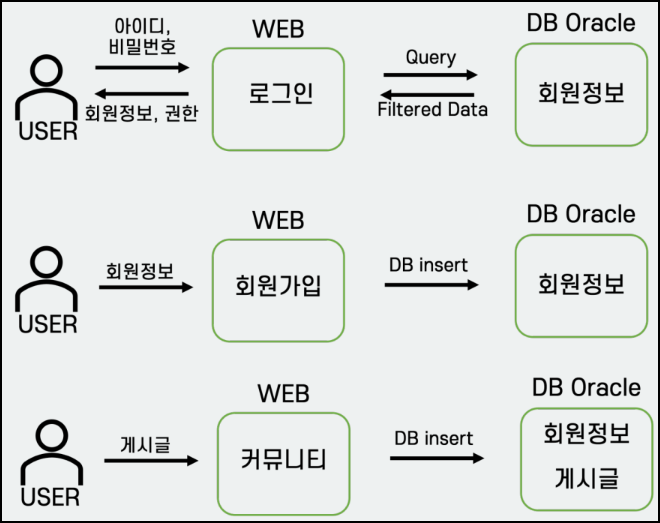 아이디,
비밀번호
WEB
DB Oracle
로그인
Query
회원정보
회원정보, 권한
Filtered Data
USER
WEB
DB Oracle
회원정보
회원가입
DB insert
회원정보
USER
WEB
DB Oracle
게시글
커뮤니티
DB insert
회원정보
게시글
USER